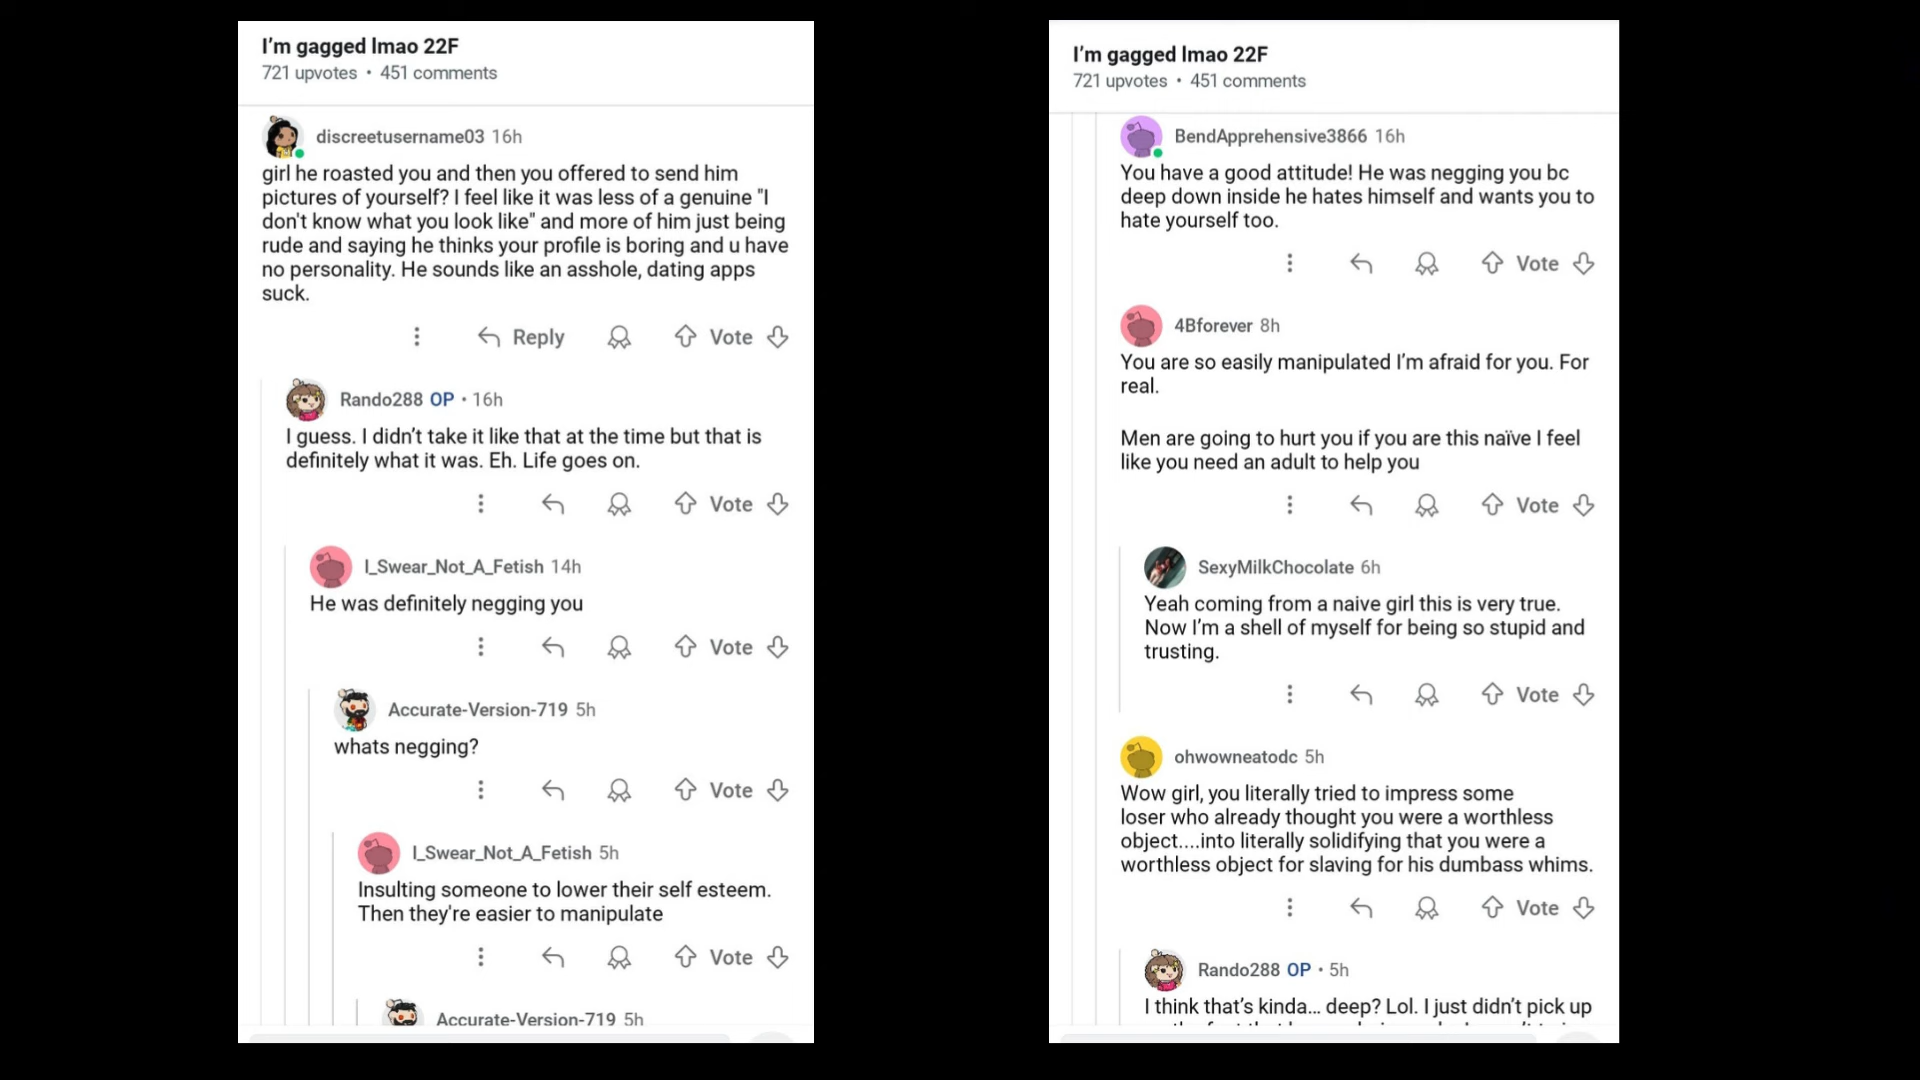 I'm gagged lmao 22F
721 upvotes • 451 comments
discreetusername03 16h
girl he roasted you and then you offered to send him
pictures of yourself? I feel like it was less of a genuine "I
don't know what you look like" and more of him just being
rude and saying he thinks your profile is boring and u have
no personality. He sounds like an asshole, dating apps
suck.
Reply Vote
Rando288 OP • 16h
I guess. I didn't take it like that at the time but that is
definitely what it was. Eh. Life goes on.
Vote
I_Swear_Not_A_Fetish 14h
He was definitely negging you
Vote
Accurate-Version-719 5h
whats negging?
Vote
I_Swear_Not_A_Fetish 5h
Insulting someone to lower their self esteem.
Then they're easier to manipulate
Vote
Accurate-Version-719 5h
I'm gagged lmao 22F
721 upvotes • 451 comments
BendApprehensive3866 16h
You have a good attitude! He was negging you bc
deep down inside he hates himself and wants you to
hate yourself too.
Vote
4Bforever 8h
You are so easily manipulated I'm afraid for you. For
real.
Men are going to hurt you if you are this naïve I feel
like you need an adult to help you
Vote
SexyMilkChocolate 6h
Yeah coming from a naive girl this is very true.
Now I'm a shell of myself for being so stupid and
trusting.
Vote
ohwowneatodc 5h
Wow girl, you literally tried to impress some
loser who already thought you were a worthless
object....into literally solidifying that you were a
worthless object for slaving for his dumbass whims.
Vote
Rando288 OP • 5h
I think that's kinda... deep? Lol. I just didn't pick up